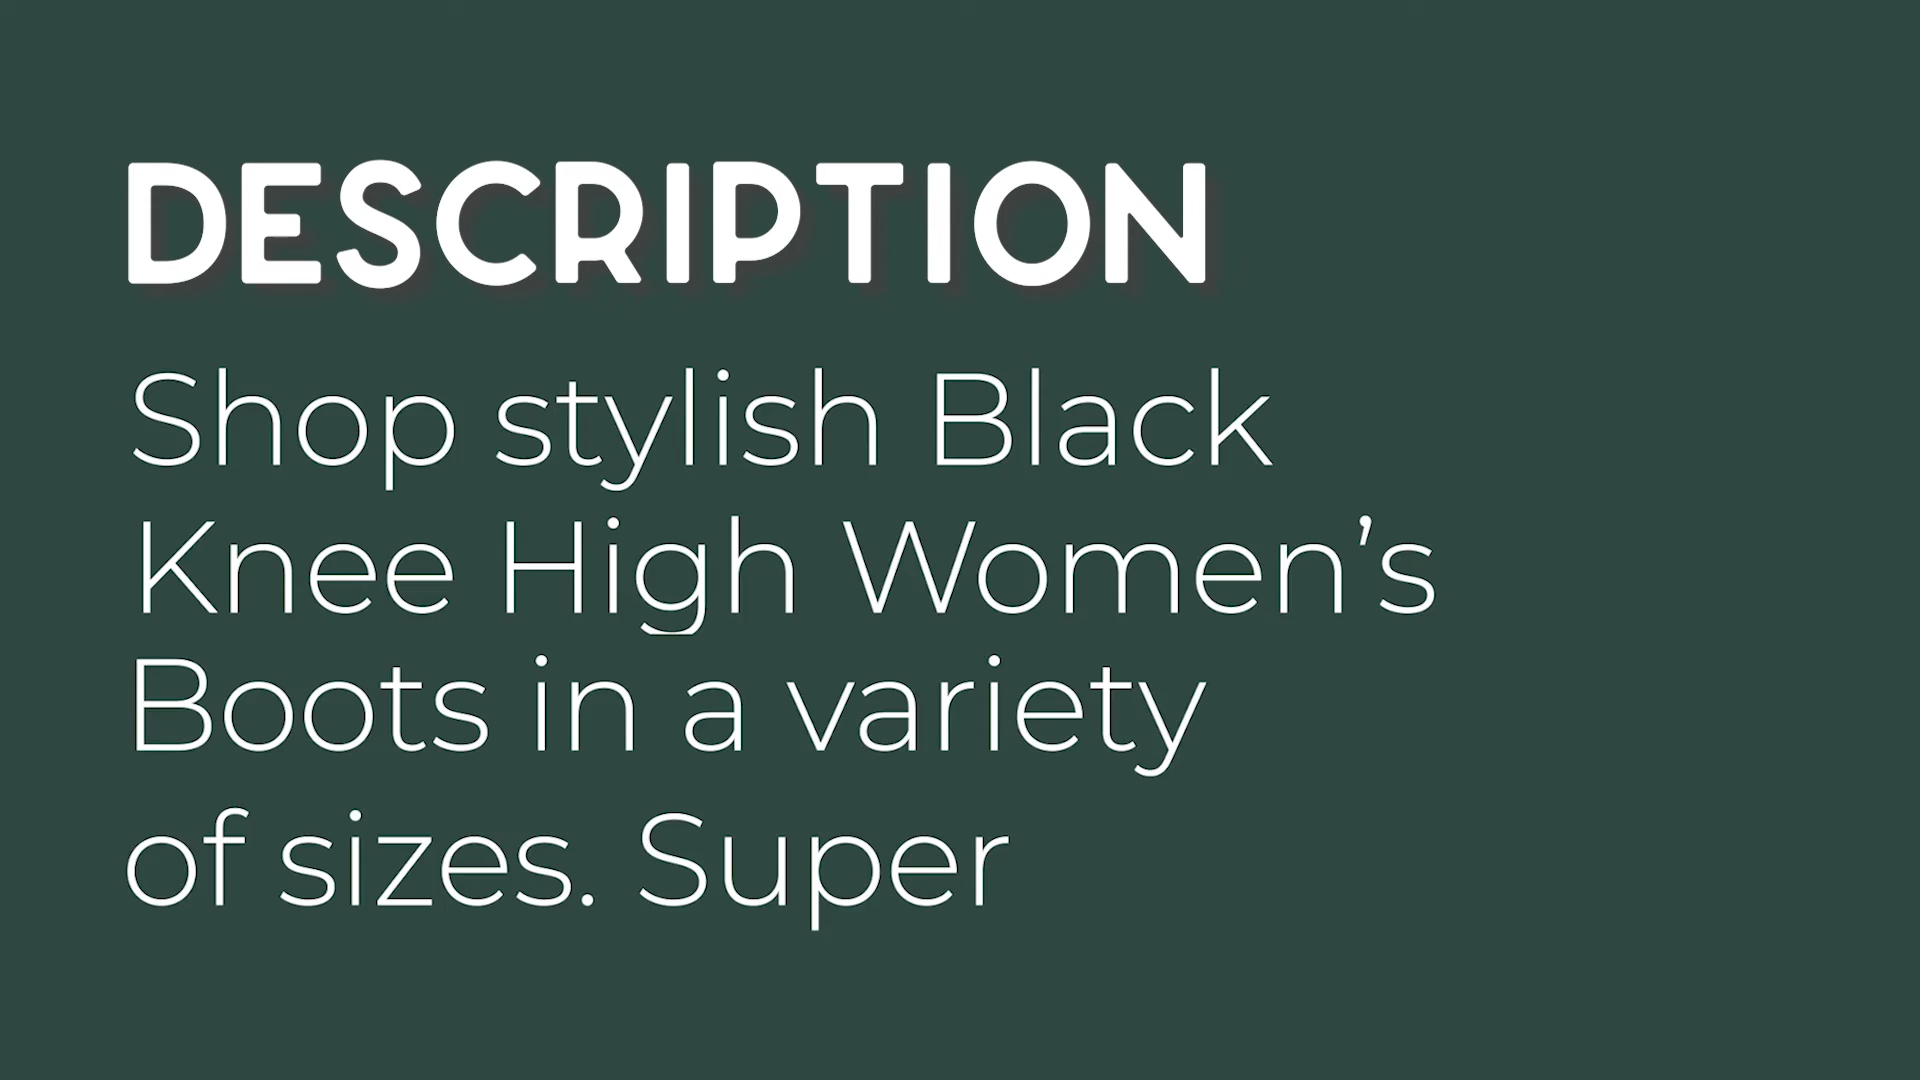 DESCRIPTION
Shop stylish Black
Knee High Women’s
Boots in a variety
of sizes. Super